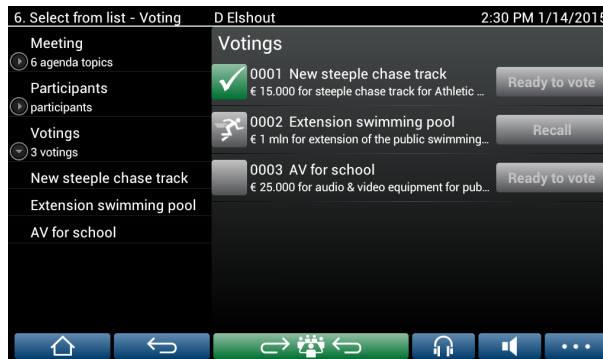 6. Select from list - Voting D Elshout 2:30 PM 1/14/2015
Meeting
6 agenda topics
Participants
participants
Votings
3 votings
New steeple chase track
Extension swimming pool
AV for school
Votings
0001 New steeple chase track
€ 15.000 for steeple chase track for Athletic ...
Ready to vote
0002 Extension swimming pool
€ 1 mln for extension of the public swimming...
Recall
0003 AV for school
€ 25.000 for audio & video equipment for pub...
Ready to vote